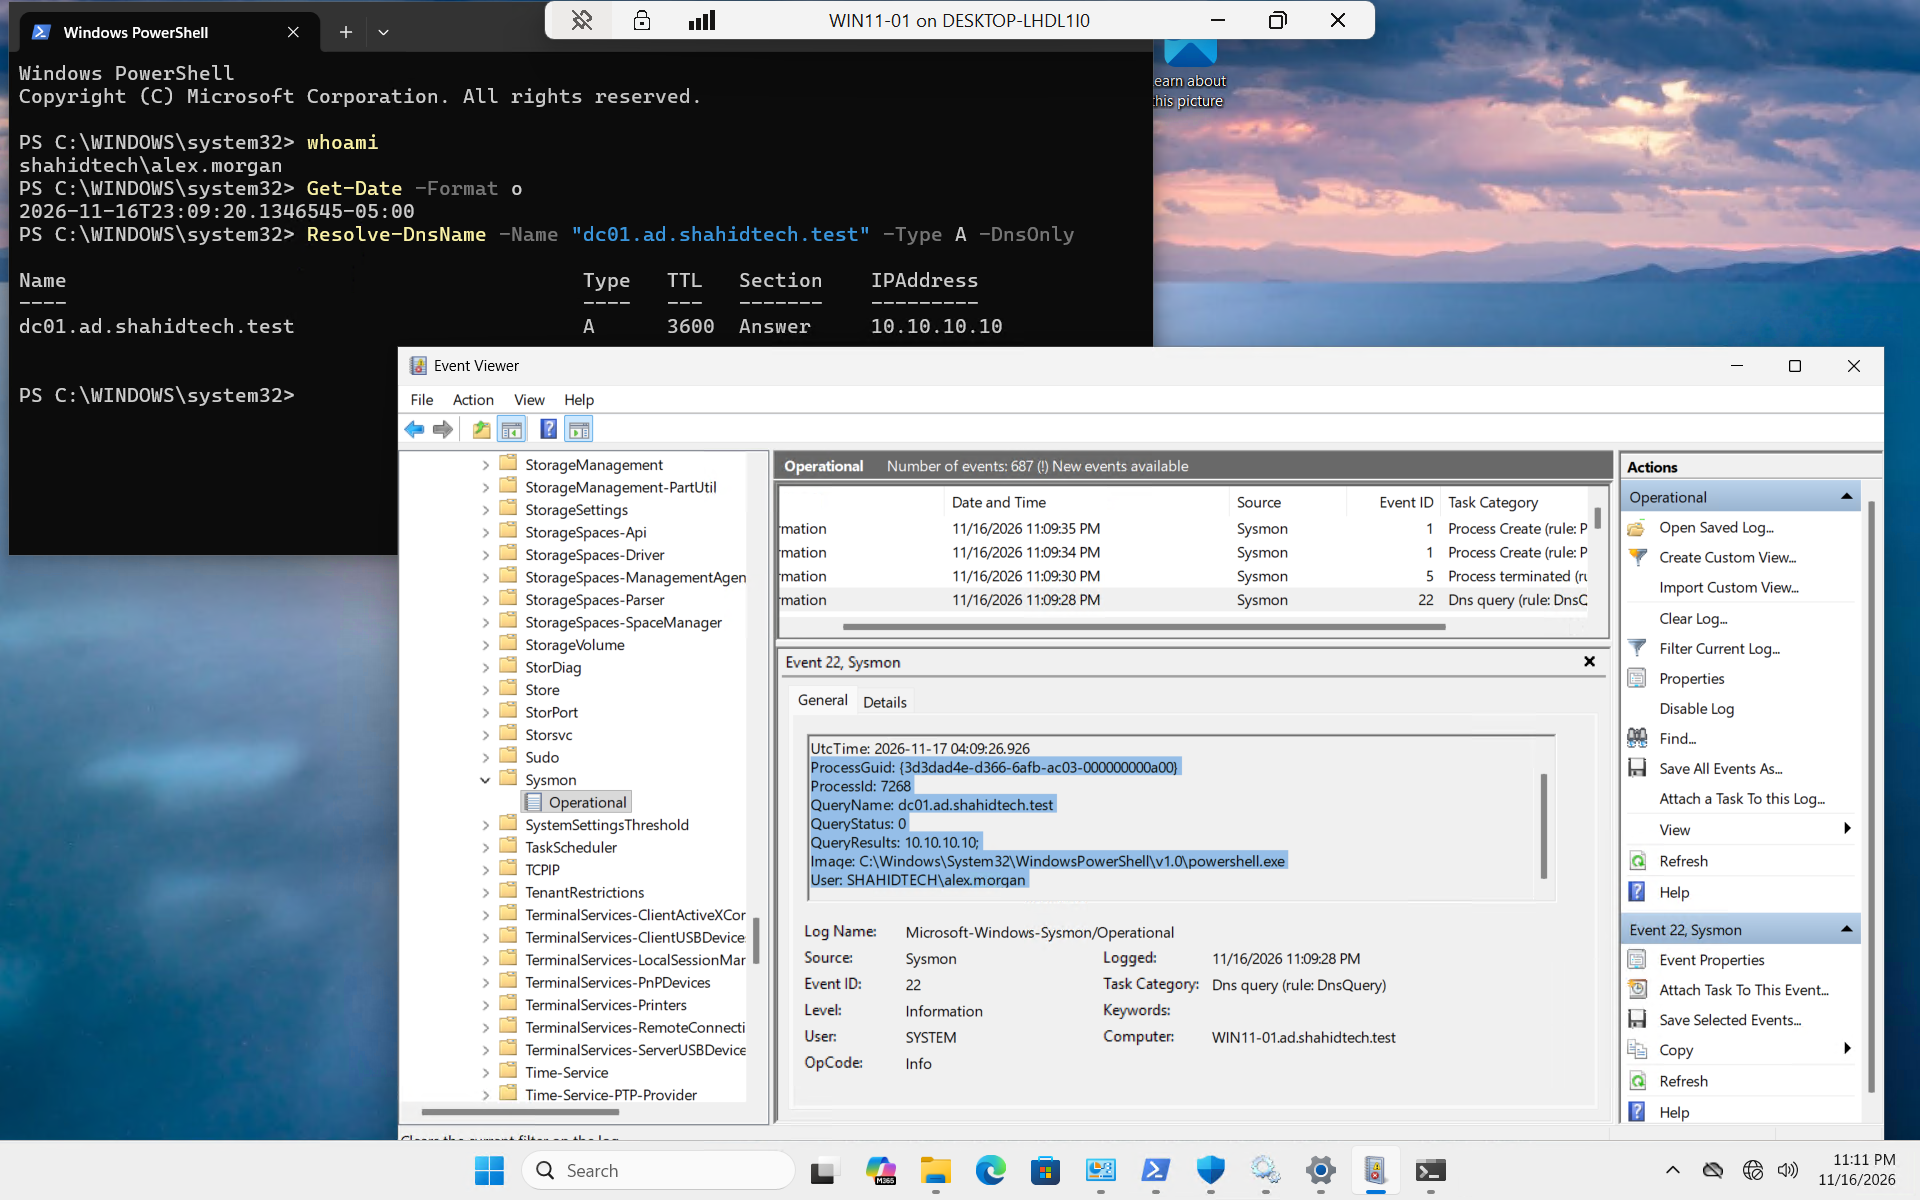 Windows PowerShell
WIN11-01 on DESKTOP-LHDL1I0
earn about
his picture
Windows PowerShell
Copyright (C) Microsoft Corporation. All rights reserved.
PS C:\WINDOWS\system32> whoami
shahidtech\alex.morgan
PS C:\WINDOWS\system32> Get-Date -Format o
2026-11-16T23:09:20.1346545-05:00
PS C:\WINDOWS\system32> Resolve-DnsName -Name "dc01.ad.shahidtech.test" -Type A -DnsOnly
Name Type TTL Section IPAddress
---- ---- --- ------- ---------
dc01.ad.shahidtech.test A 3600 Answer 10.10.10.10
PS C:\WINDOWS\system32>
Event Viewer
File Action View Help
StorageManagement
StorageManagement-PartUtil
StorageSettings
StorageSpaces-Api
StorageSpaces-Driver
StorageSpaces-ManagementAgen
StorageSpaces-Parser
StorageSpaces-SpaceManager
StorageVolume
StorDiag
Store
StorPort
Storsvc
Sudo
Sysmon
Operational
SystemSettingsThreshold
TaskScheduler
TCPIP
TenantRestrictions
TerminalServices-ClientActiveXCor
TerminalServices-ClientUSBDevice
TerminalServices-LocalSessionMar
TerminalServices-PnPDevices
TerminalServices-Printers
TerminalServices-RemoteConnecti
TerminalServices-ServerUSBDevice
Time-Service
Time-Service-PTP-Provider
Operational Number of events: 687 (!) New events available
Date and Time Source Event ID Task Category
mation 11/16/2026 11:09:35 PM Sysmon 1 Process Create (rule: P
mation 11/16/2026 11:09:34 PM Sysmon 1 Process Create (rule: P
mation 11/16/2026 11:09:30 PM Sysmon 5 Process terminated (ru
mation 11/16/2026 11:09:28 PM Sysmon 22 Dns query (rule: DnsQ
Event 22, Sysmon
General Details
UtcTime: 2026-11-17 04:09:26.926
ProcessGuid: {3d3dad4e-d366-6afb-ac03-000000000a00}
ProcessId: 7268
QueryName: dc01.ad.shahidtech.test
QueryStatus: 0
QueryResults: 10.10.10.10;
Image: C:\Windows\System32\WindowsPowerShell\v1.0\powershell.exe
User: SHAHIDTECH\alex.morgan
Log Name: Microsoft-Windows-Sysmon/Operational
Source: Sysmon Logged: 11/16/2026 11:09:28 PM
Event ID: 22 Task Category: Dns query (rule: DnsQuery)
Level: Information Keywords:
User: SYSTEM Computer: WIN11-01.ad.shahidtech.test
OpCode: Info
Actions
Operational
Open Saved Log...
Create Custom View...
Import Custom View...
Clear Log...
Filter Current Log...
Properties
Disable Log
Find...
Save All Events As...
Attach a Task To this Log...
View
Refresh
Help
Event 22, Sysmon
Event Properties
Attach Task To This Event...
Save Selected Events...
Copy
Refresh
Help
Search
M365
11:11 PM
11/16/2026